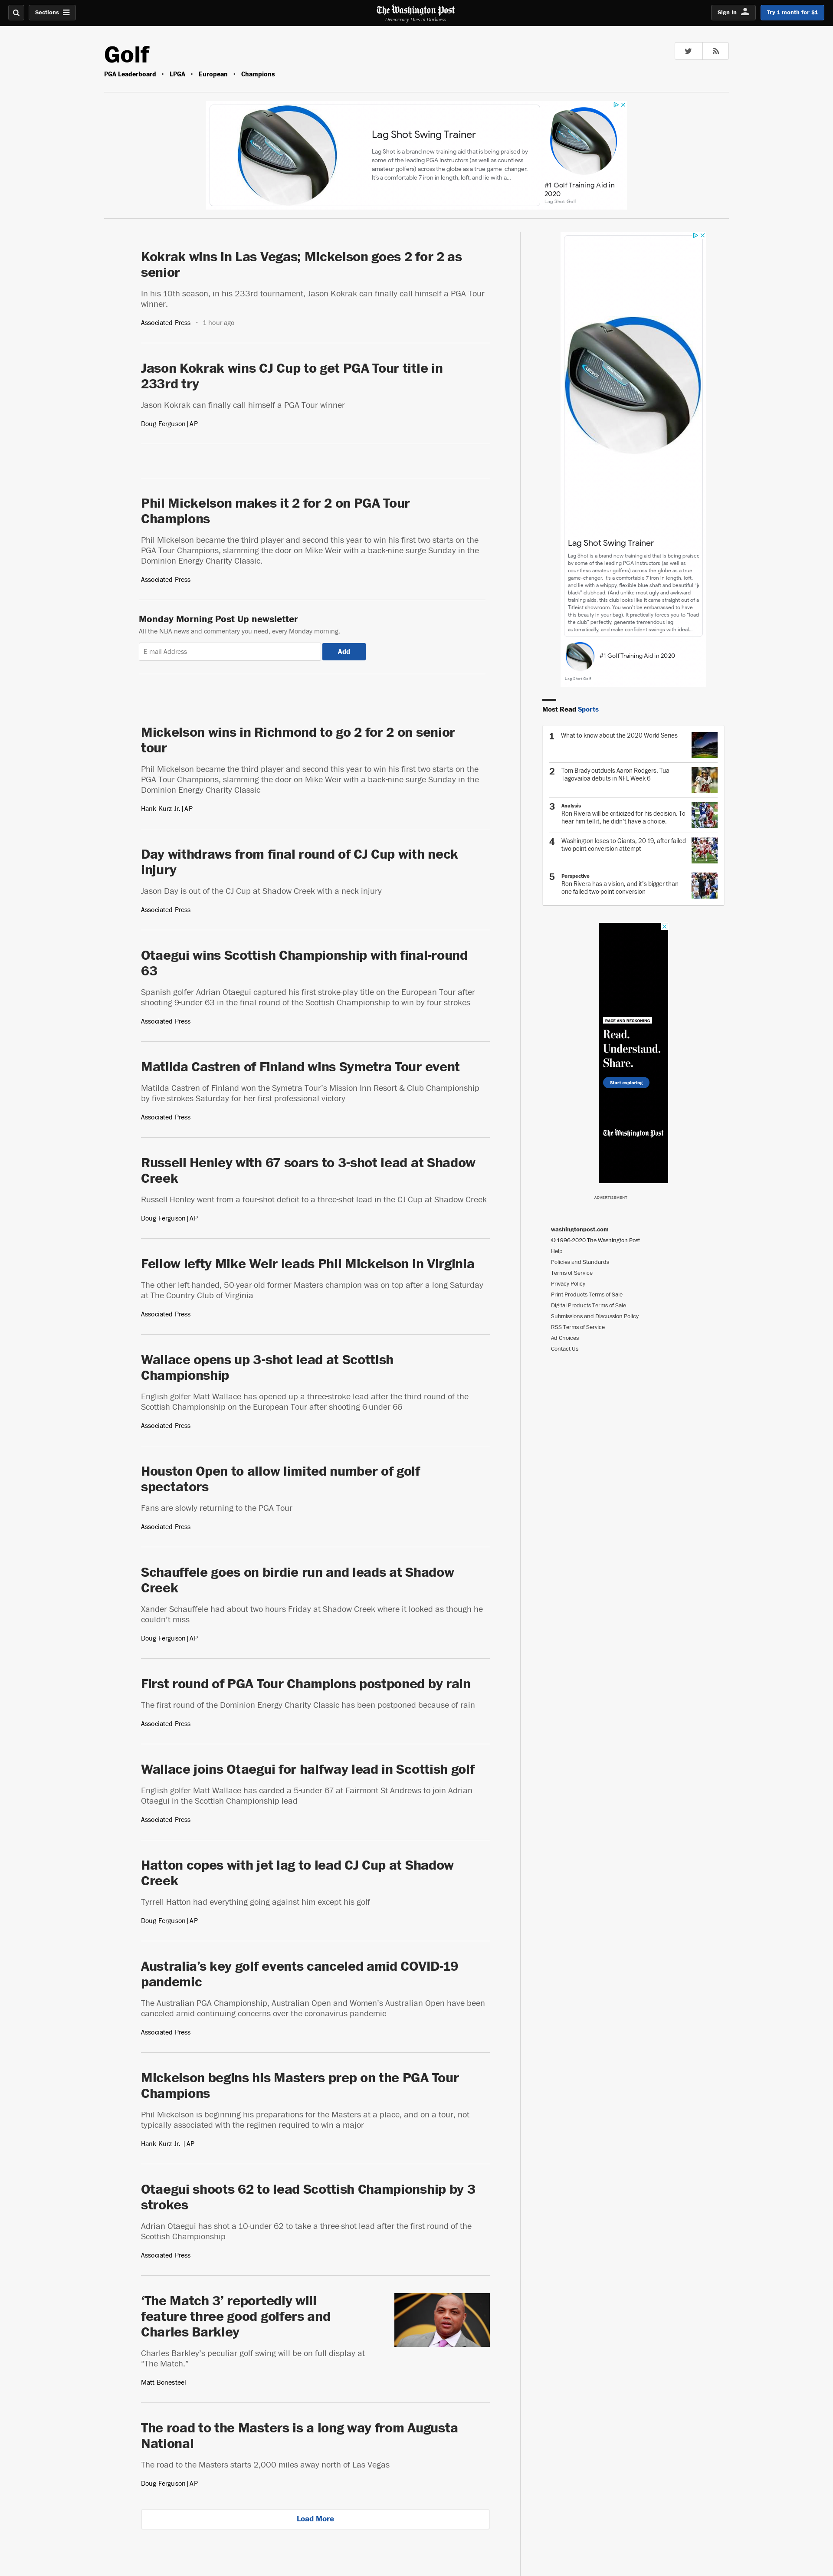 Sections
The Washington Post
Democracy Dies in Darkness
Sign In
Try 1 month for $1
Golf
PGA Leaderboard • LPGA • European • Champions
Lag Shot Swing Trainer
Lag Shot is a brand new training aid that is being praised by
some of the leading PGA instructors (as well as countless
amateur golfers) across the globe as a true game-changer.
It's a comfortable 7 iron in length, loft, and lie with a...
#1 Golf Training Aid in
2020
Lag Shot Golf
Kokrak wins in Las Vegas; Mickelson goes 2 for 2 as
senior
In his 10th season, in his 233rd tournament, Jason Kokrak can finally call himself a PGA Tour
winner.
Associated Press • 1 hour ago
Jason Kokrak wins CJ Cup to get PGA Tour title in
233rd try
Jason Kokrak can finally call himself a PGA Tour winner
Doug Ferguson | AP
Phil Mickelson makes it 2 for 2 on PGA Tour
Champions
Phil Mickelson became the third player and second this year to win his first two starts on the
PGA Tour Champions, slamming the door on Mike Weir with a back-nine surge Sunday in the
Dominion Energy Charity Classic.
Associated Press
Monday Morning Post Up newsletter
All the NBA news and commentary you need, every Monday morning.
E-mail Address
Add
Mickelson wins in Richmond to go 2 for 2 on senior
tour
Phil Mickelson became the third player and second this year to win his first two starts on the
PGA Tour Champions, slamming the door on Mike Weir with a back-nine surge Sunday in the
Dominion Energy Charity Classic
Hank Kurz Jr. | AP
Day withdraws from final round of CJ Cup with neck
injury
Jason Day is out of the CJ Cup at Shadow Creek with a neck injury
Associated Press
Otaegui wins Scottish Championship with final-round
63
Spanish golfer Adrian Otaegui captured his first stroke-play title on the European Tour after
shooting 9-under 63 in the final round of the Scottish Championship to win by four strokes
Associated Press
Matilda Castren of Finland wins Symetra Tour event
Matilda Castren of Finland won the Symetra Tour's Mission Inn Resort & Club Championship
by five strokes Saturday for her first professional victory
Associated Press
Russell Henley with 67 soars to 3-shot lead at Shadow
Creek
Russell Henley went from a four-shot deficit to a three-shot lead in the CJ Cup at Shadow Creek
Doug Ferguson | AP
Fellow lefty Mike Weir leads Phil Mickelson in Virginia
The other left-handed, 50-year-old former Masters champion was on top after a long Saturday
at The Country Club of Virginia
Associated Press
Wallace opens up 3-shot lead at Scottish
Championship
English golfer Matt Wallace has opened up a three-stroke lead after the third round of the
Scottish Championship on the European Tour after shooting 6-under 66
Associated Press
Houston Open to allow limited number of golf
spectators
Fans are slowly returning to the PGA Tour
Associated Press
Schauffele goes on birdie run and leads at Shadow
Creek
Xander Schauffele had about two hours Friday at Shadow Creek where it looked as though he
couldn't miss
Doug Ferguson | AP
First round of PGA Tour Champions postponed by rain
The first round of the Dominion Energy Charity Classic has been postponed because of rain
Associated Press
Wallace joins Otaegui for halfway lead in Scottish golf
English golfer Matt Wallace has carded a 5-under 67 at Fairmont St Andrews to join Adrian
Otaegui in the Scottish Championship lead
Associated Press
Hatton copes with jet lag to lead CJ Cup at Shadow
Creek
Tyrrell Hatton had everything going against him except his golf
Doug Ferguson | AP
Australia's key golf events canceled amid COVID-19
pandemic
The Australian PGA Championship, Australian Open and Women's Australian Open have been
canceled amid continuing concerns over the coronavirus pandemic
Associated Press
Mickelson begins his Masters prep on the PGA Tour
Champions
Phil Mickelson is beginning his preparations for the Masters at a place, and on a tour, not
typically associated with the regimen required to win a major
Hank Kurz Jr. | AP
Otaegui shoots 62 to lead Scottish Championship by 3
strokes
Adrian Otaegui has shot a 10-under 62 to take a three-shot lead after the first round of the
Scottish Championship
Associated Press
'The Match 3' reportedly will
feature three good golfers and
Charles Barkley
Charles Barkley's peculiar golf swing will be on full display at
"The Match."
Matt Bonesteel
The road to the Masters is a long way from Augusta
National
The road to the Masters starts 2,000 miles away north of Las Vegas
Doug Ferguson | AP
Load More
Lag Shot Swing Trainer
Lag Shot is a brand new training aid that is being praised
by some of the leading PGA instructors (as well as
countless amateur golfers) across the globe as a true
game-changer. It's a comfortable 7 iron in length, loft,
and lie with a whippy, flexible blue shaft and beautiful "jet
black" clubhead. (And unlike most ugly and awkward
training aids, this club looks like it came straight out of a
Titleist showroom. You won't be embarrassed to have
this beauty in your bag). It practically forces you to "load
the club" perfectly, generate tremendous lag
automatically, and make confident swings with ideal...
#1 Golf Training Aid in 2020
Lag Shot Golf
Most Read Sports
1 What to know about the 2020 World Series
2 Tom Brady outduels Aaron Rodgers, Tua
Tagovailoa debuts in NFL Week 6
3 Analysis
Ron Rivera will be criticized for his decision. To
hear him tell it, he didn't have a choice.
4 Washington loses to Giants, 20-19, after failed
two-point conversion attempt
5 Perspective
Ron Rivera has a vision, and it's bigger than
one failed two-point conversion
RACE AND RECKONING
Read.
Understand.
Share.
Start exploring
The Washington Post
ADVERTISEMENT
washingtonpost.com
© 1996-2020 The Washington Post
Help
Policies and Standards
Terms of Service
Privacy Policy
Print Products Terms of Sale
Digital Products Terms of Sale
Submissions and Discussion Policy
RSS Terms of Service
Ad Choices
Contact Us